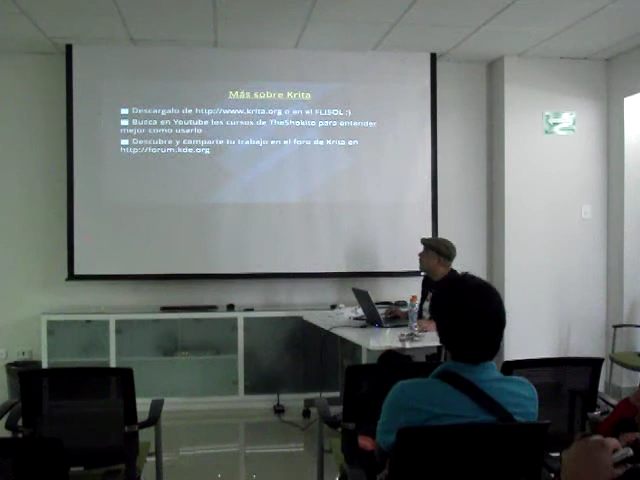 Más sobre Krita
Descargalo de http://www.krita.org o en el FLISOL :)
Busca en Youtube los cursos de TheShokito para entender
mejor como usarlo
Descubre y comparte tu trabajo en el foro de Krita en
http://forum.kde.org